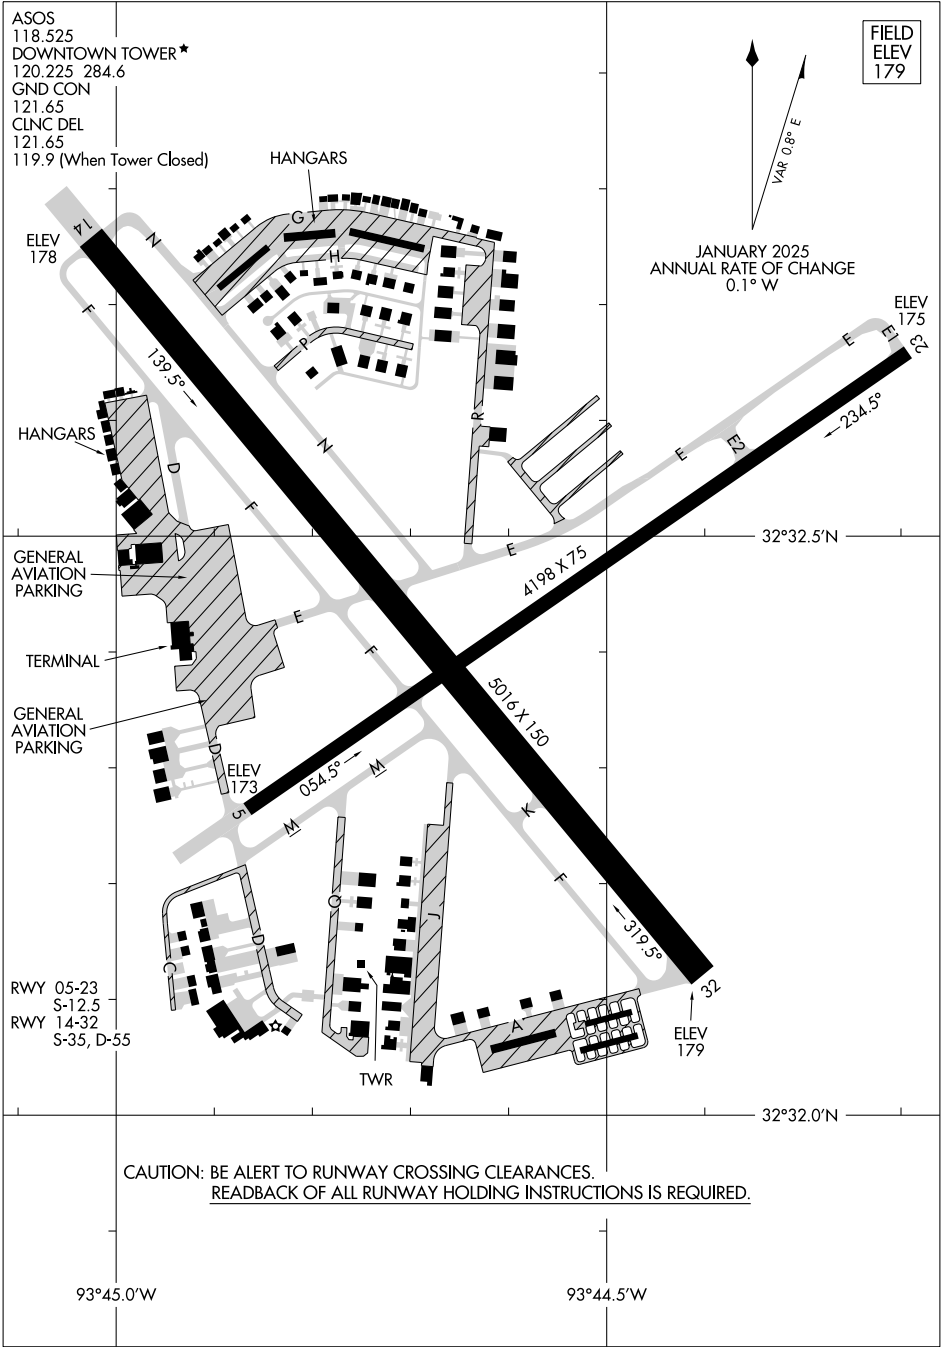 ASOS
118.525
DOWNTOWN TOWER★
120.225 284.6
GND CON
121.65
CLNC DEL
121.65
119.9 (When Tower Closed)
FIELD
ELEV
179
VAR 0.8° E
JANUARY 2025
ANNUAL RATE OF CHANGE
0.1° W
HANGARS
G
H
P
N
14
ELEV
178
F
139.5°
ELEV
175
E
E1
23
234.5°
E2
E
R
N
HANGARS
D
F
E
32°32.5'N
4198 X 75
GENERAL
AVIATION
PARKING
E
F
TERMINAL
5016 X 150
GENERAL
AVIATION
PARKING
D
ELEV
173
054.5°
M
5
M
K
F
Q
J
D
C
319.5°
32
ELEV
179
A
RWY 05-23
S-12.5
RWY 14-32
S-35, D-55
TWR
32°32.0'N
CAUTION: BE ALERT TO RUNWAY CROSSING CLEARANCES.
READBACK OF ALL RUNWAY HOLDING INSTRUCTIONS IS REQUIRED.
93°45.0'W
93°44.5'W